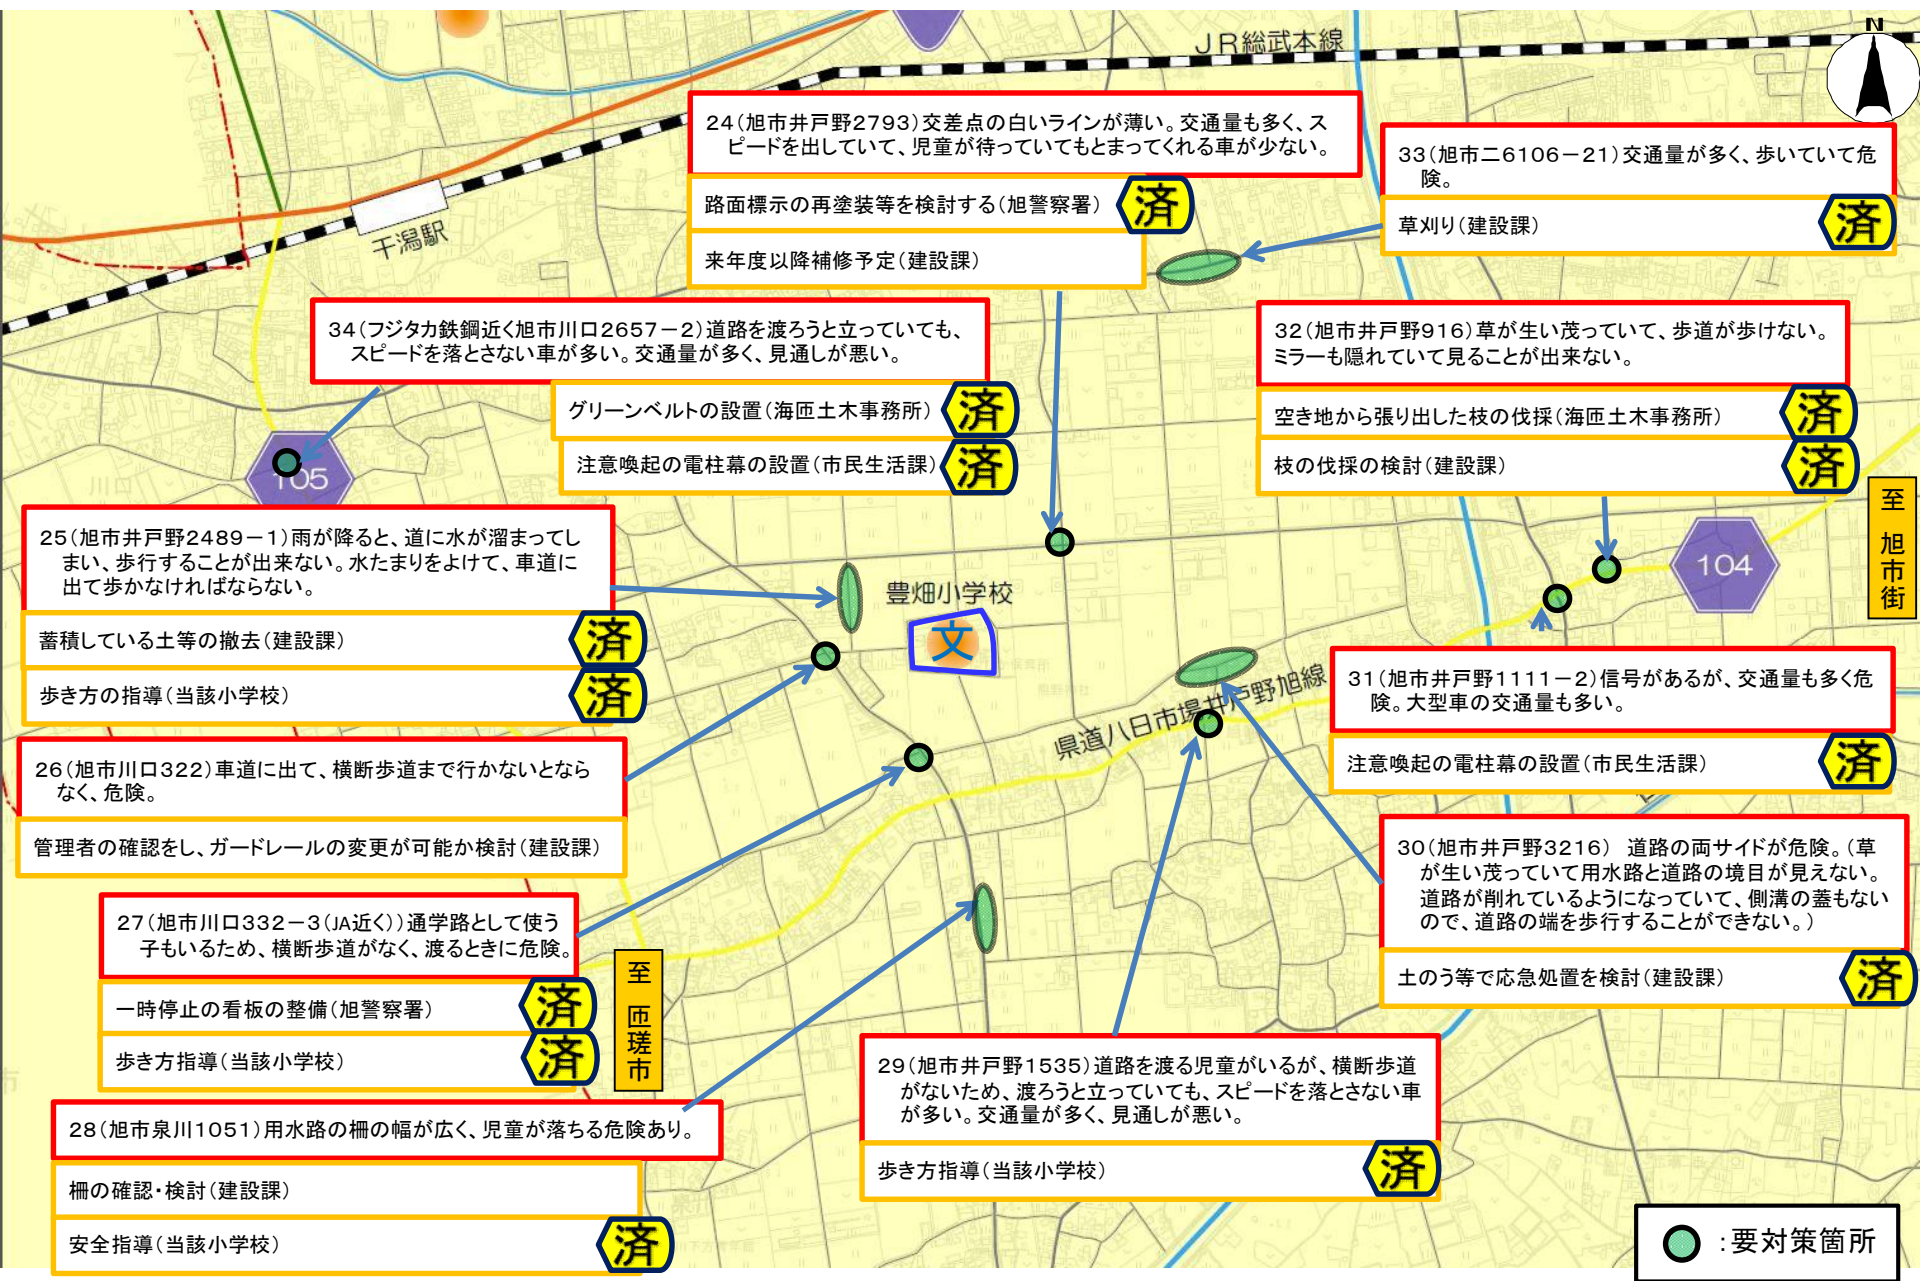 JR総武本線
N
干潟駅
24(旭市井戸野2793)交差点の白いラインが薄い。交通量も多く、ス
ピードを出していて、児童が待っていてもとまってくれる車が少ない。
路面標示の再塗装等を検討する(旭警察署)
済
来年度以降補修予定(建設課)
33(旭市二6106－21)交通量が多く、歩いていて危
険。
草刈り(建設課)
済
34(フジタカ鉄鋼近く旭市川口2657－2)道路を渡ろうと立っていても、
スピードを落とさない車が多い。交通量が多く、見通しが悪い。
グリーンベルトの設置(海匝土木事務所)
済
注意喚起の電柱幕の設置(市民生活課)
済
32(旭市井戸野916)草が生い茂っていて、歩道が歩けない。
ミラーも隠れていて見ることが出来ない。
空き地から張り出した枝の伐採(海匝土木事務所)
済
枝の伐採の検討(建設課)
済
105
川口
104
至 旭市街
25(旭市井戸野2489－1)雨が降ると、道に水が溜まってし
まい、歩行することが出来ない。水たまりをよけて、車道に
出て歩かなければならない。
蓄積している土等の撤去(建設課)
済
歩き方の指導(当該小学校)
済
豊畑小学校
文
県道八日市場井戸野旭線
31(旭市井戸野1111－2)信号があるが、交通量も多く危
険。大型車の交通量も多い。
注意喚起の電柱幕の設置(市民生活課)
済
26(旭市川口322)車道に出て、横断歩道まで行かないとなら
なく、危険。
管理者の確認をし、ガードレールの変更が可能か検討(建設課)
30(旭市井戸野3216) 道路の両サイドが危険。(草
が生い茂っていて用水路と道路の境目が見えない。
道路が削れているようになっていて、側溝の蓋もない
ので、道路の端を歩行することができない。)
土のう等で応急処置を検討(建設課)
済
27(旭市川口332－3(JA近く))通学路として使う
子もいるため、横断歩道がなく、渡るときに危険。
一時停止の看板の整備(旭警察署)
済
歩き方指導(当該小学校)
済
至 匝瑳市
29(旭市井戸野1535)道路を渡る児童がいるが、横断歩道
がないため、渡ろうと立っていても、スピードを落とさない車
が多い。交通量が多く、見通しが悪い。
歩き方指導(当該小学校)
済
28(旭市泉川1051)用水路の柵の幅が広く、児童が落ちる危険あり。
柵の確認・検討(建設課)
安全指導(当該小学校)
済
:要対策箇所